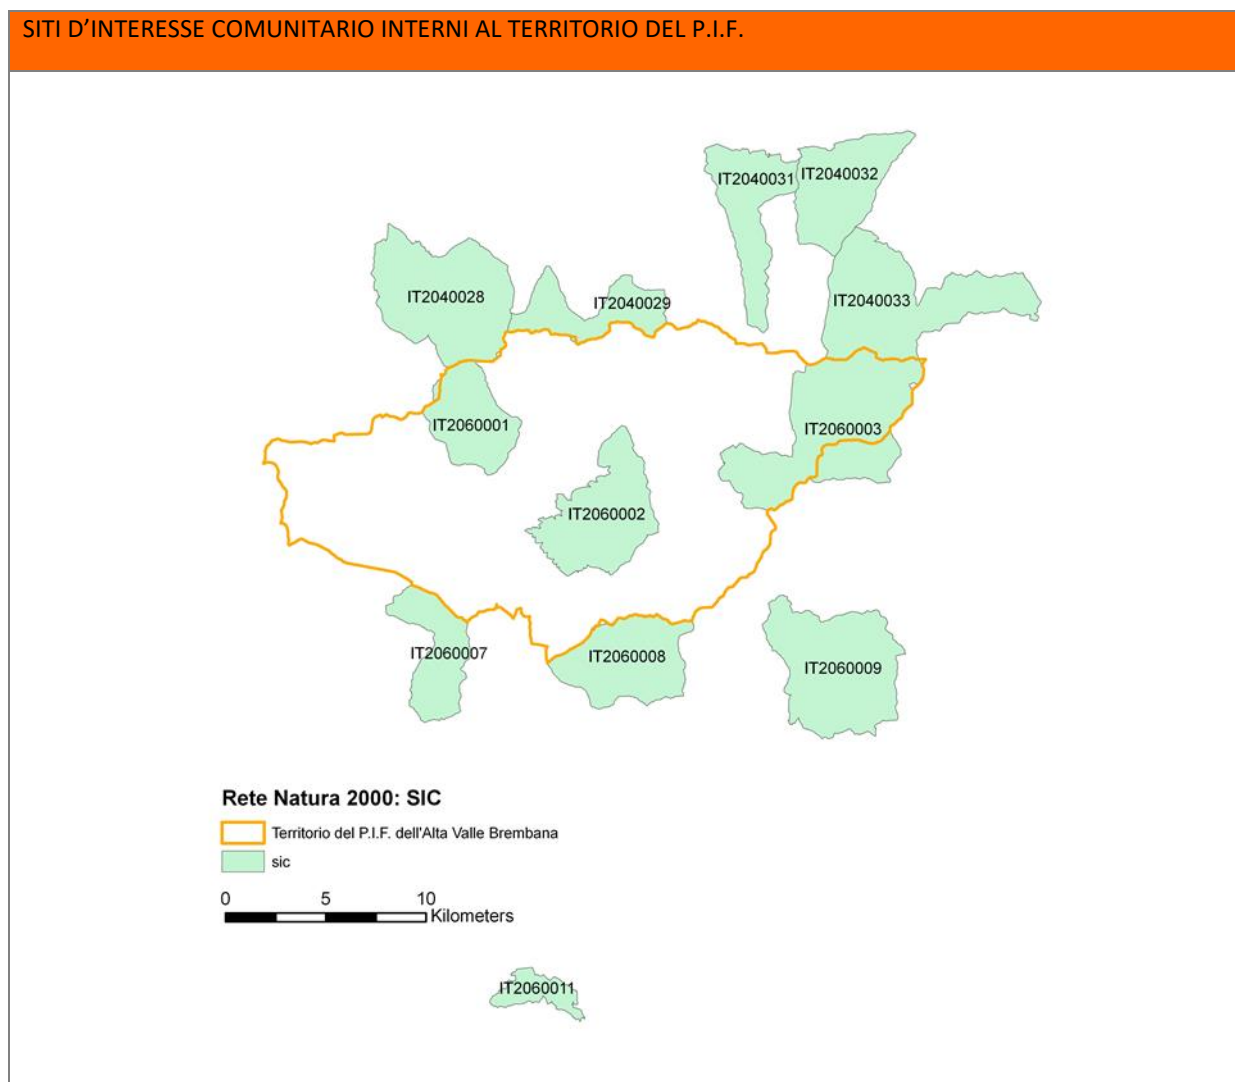 SITI D'INTERESSE COMUNITARIO INTERNI AL TERRITORIO DEL P.I.F.
IT2040031
IT2040032
IT2040028
IT2040029
IT2040033
IT2060001
IT2060003
IT2060002
IT2060007
IT2060008
IT2060009
Rete Natura 2000: SIC
Territorio del P.I.F. dell'Alta Valle Brembana
sic
0 5 10
Kilometers
IT2060011